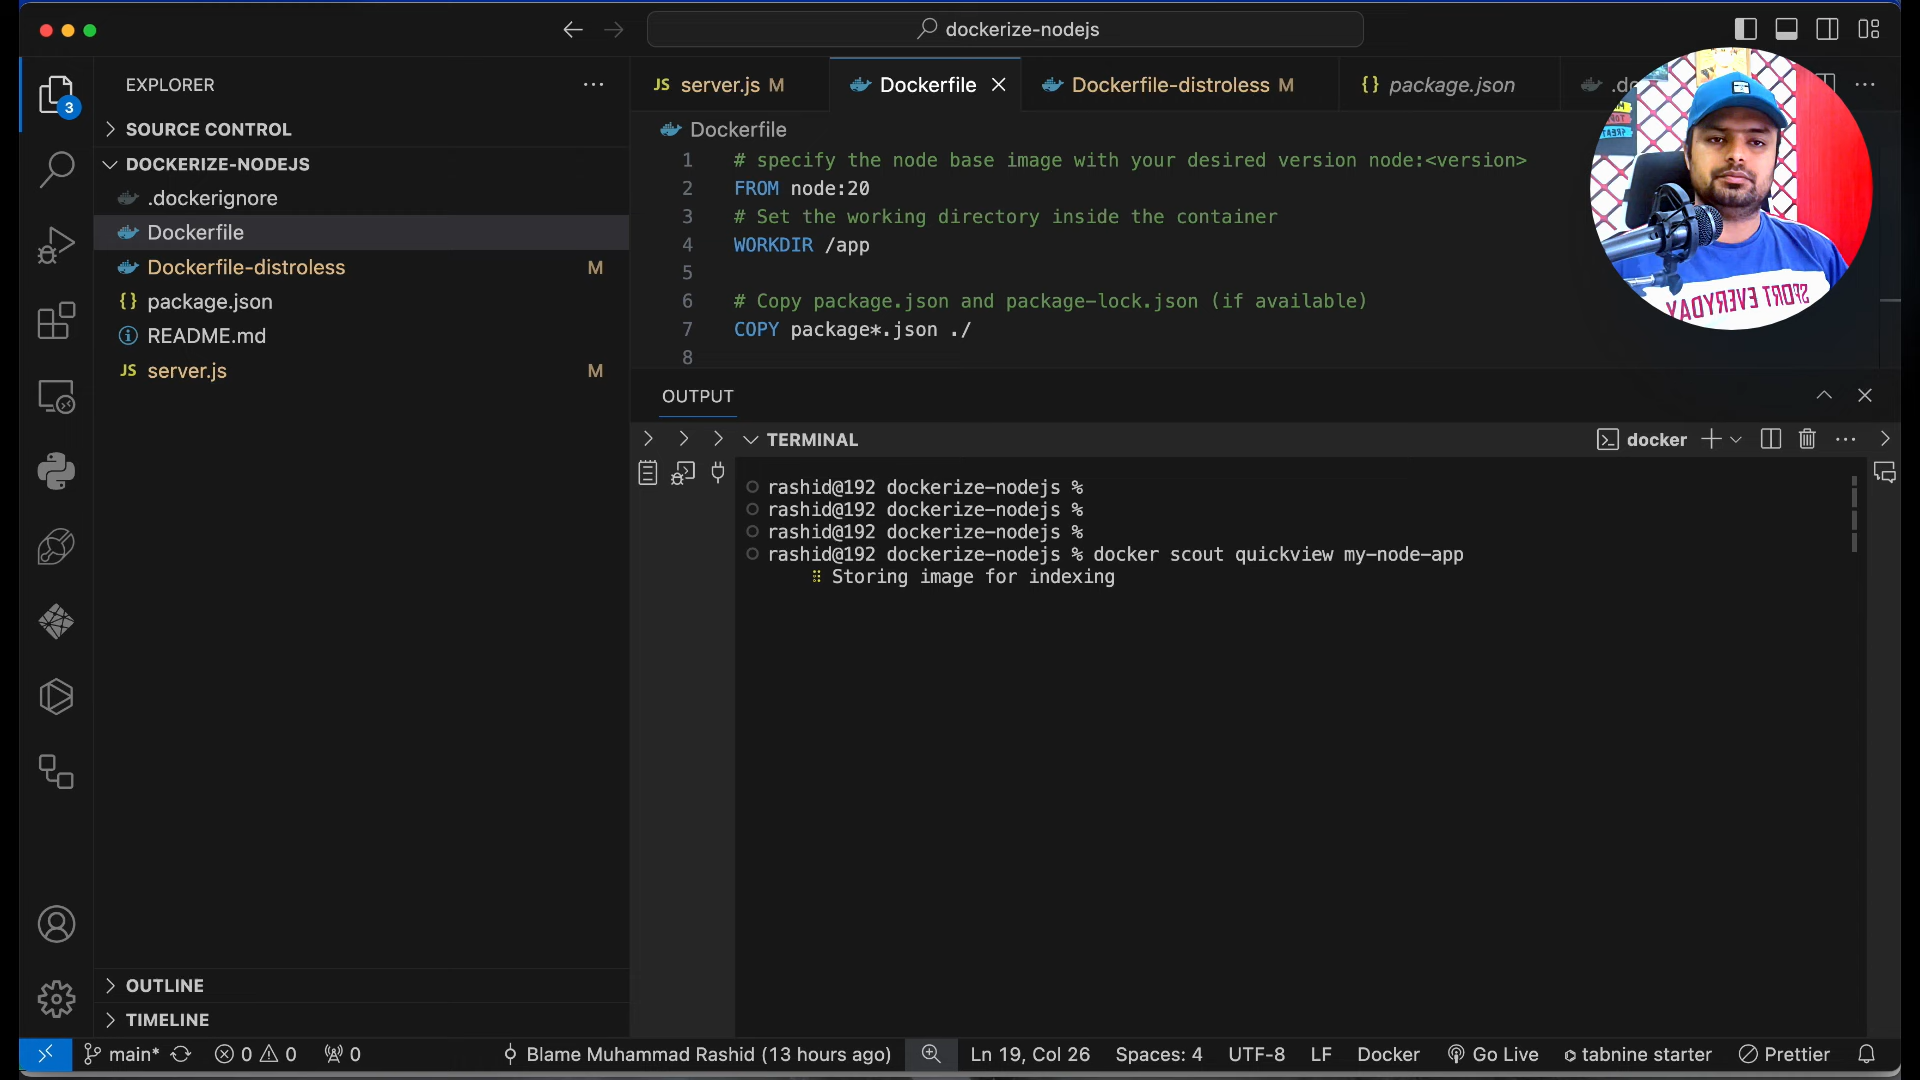 dockerize-nodejs
EXPLORER
3
SOURCE CONTROL
DOCKERIZE-NODEJS
.dockerignore
Dockerfile
Dockerfile-distroless M
{} package.json
README.md
JS server.js M
OUTLINE
TIMELINE
JS server.js M
Dockerfile
Dockerfile-distroless M
{} package.json
Dockerfile
1 # specify the node base image with your desired version node:<version>
2 FROM node:20
3 # Set the working directory inside the container
4 WORKDIR /app
5
6 # Copy package.json and package-lock.json (if available)
7 COPY package*.json ./
8
SPORT EVERYDAY
OUTPUT
TERMINAL
docker
rashid@192 dockerize-nodejs %
rashid@192 dockerize-nodejs %
rashid@192 dockerize-nodejs %
rashid@192 dockerize-nodejs % docker scout quickview my-node-app
Storing image for indexing
main* 0 0 0 Blame Muhammad Rashid (13 hours ago) Ln 19, Col 26 Spaces: 4 UTF-8 LF Docker Go Live tabnine starter Prettier